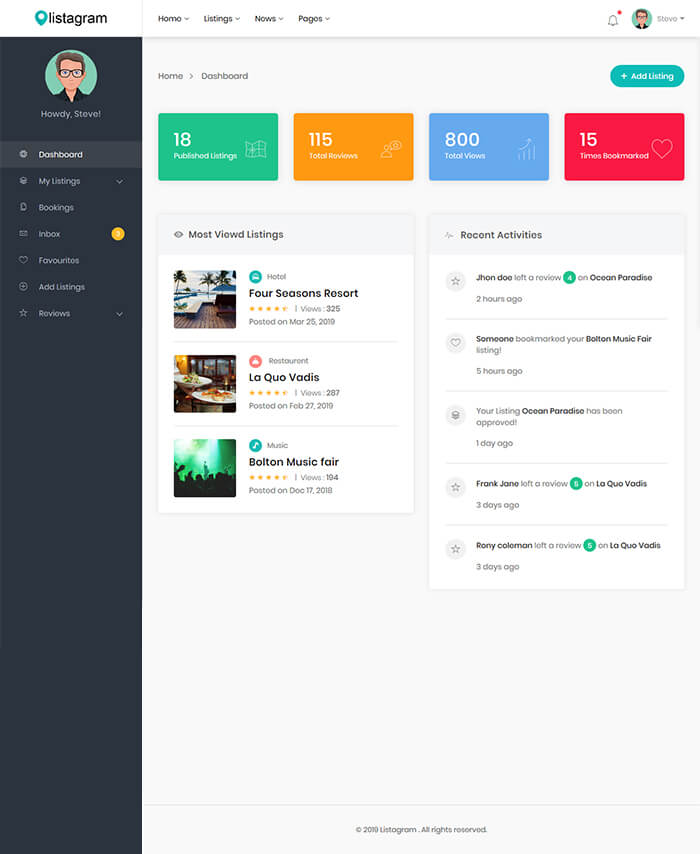 listagram
Home Listings News Pages
Steve
Howdy, Steve!
Dashboard
My Listings
Bookings
Inbox 3
Favourites
Add Listings
Reviews
Home > Dashboard
+ Add Listing
18
Published Listings
115
Total Reviews
800
Total Views
15
Times Bookmarked
Most Viewd Listings
Hotel
Four Seasons Resort
| Views : 325
Posted on Mar 25, 2019
Restaurent
La Quo Vadis
| Views : 287
Posted on Feb 27, 2019
Music
Bolton Music fair
| Views : 194
Posted on Dec 17, 2018
Recent Activities
Jhon doe left a review 4 on Ocean Paradise
2 hours ago
Someone bookmarked your Bolton Music Fair
listing!
5 hours ago
Your Listing Ocean Paradise has been
approved!
1 day ago
Frank Jane left a review 5 on La Quo Vadis
3 days ago
Rony coleman left a review 5 on La Quo Vadis
3 days ago
© 2019 Listagram . All rights reserved.